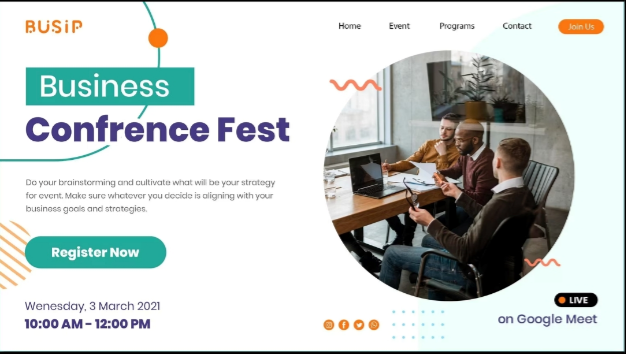 BUSiP
Home Event Programs Contact Join Us
Business
Confrence Fest
Do your brainstorming and cultivate what will be your strategy
for event. Make sure whatever you decide is aligning with your
business goals and strategies.
Register Now
Wenesday, 3 March 2021
10:00 AM - 12:00 PM
LIVE
on Google Meet